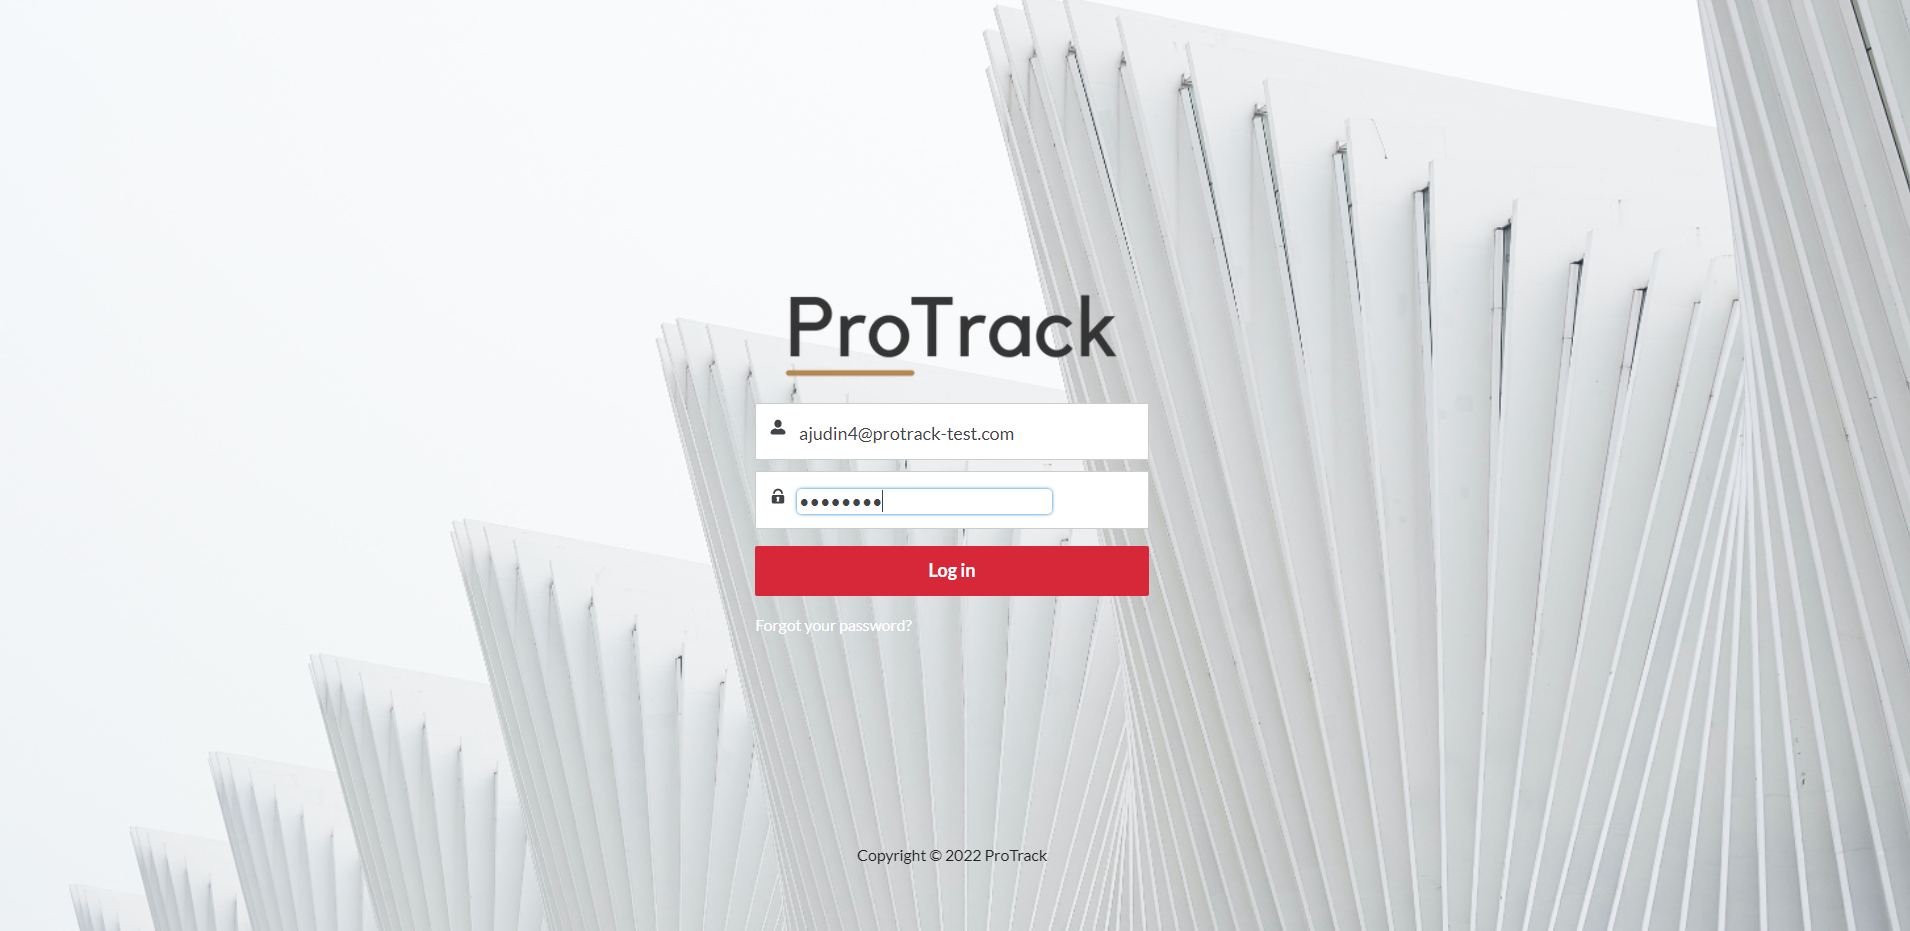 ProTrack
ajudin4@protrack-test.com
••••••••
Log in
Forgot your password?
Copyright © 2022 ProTrack